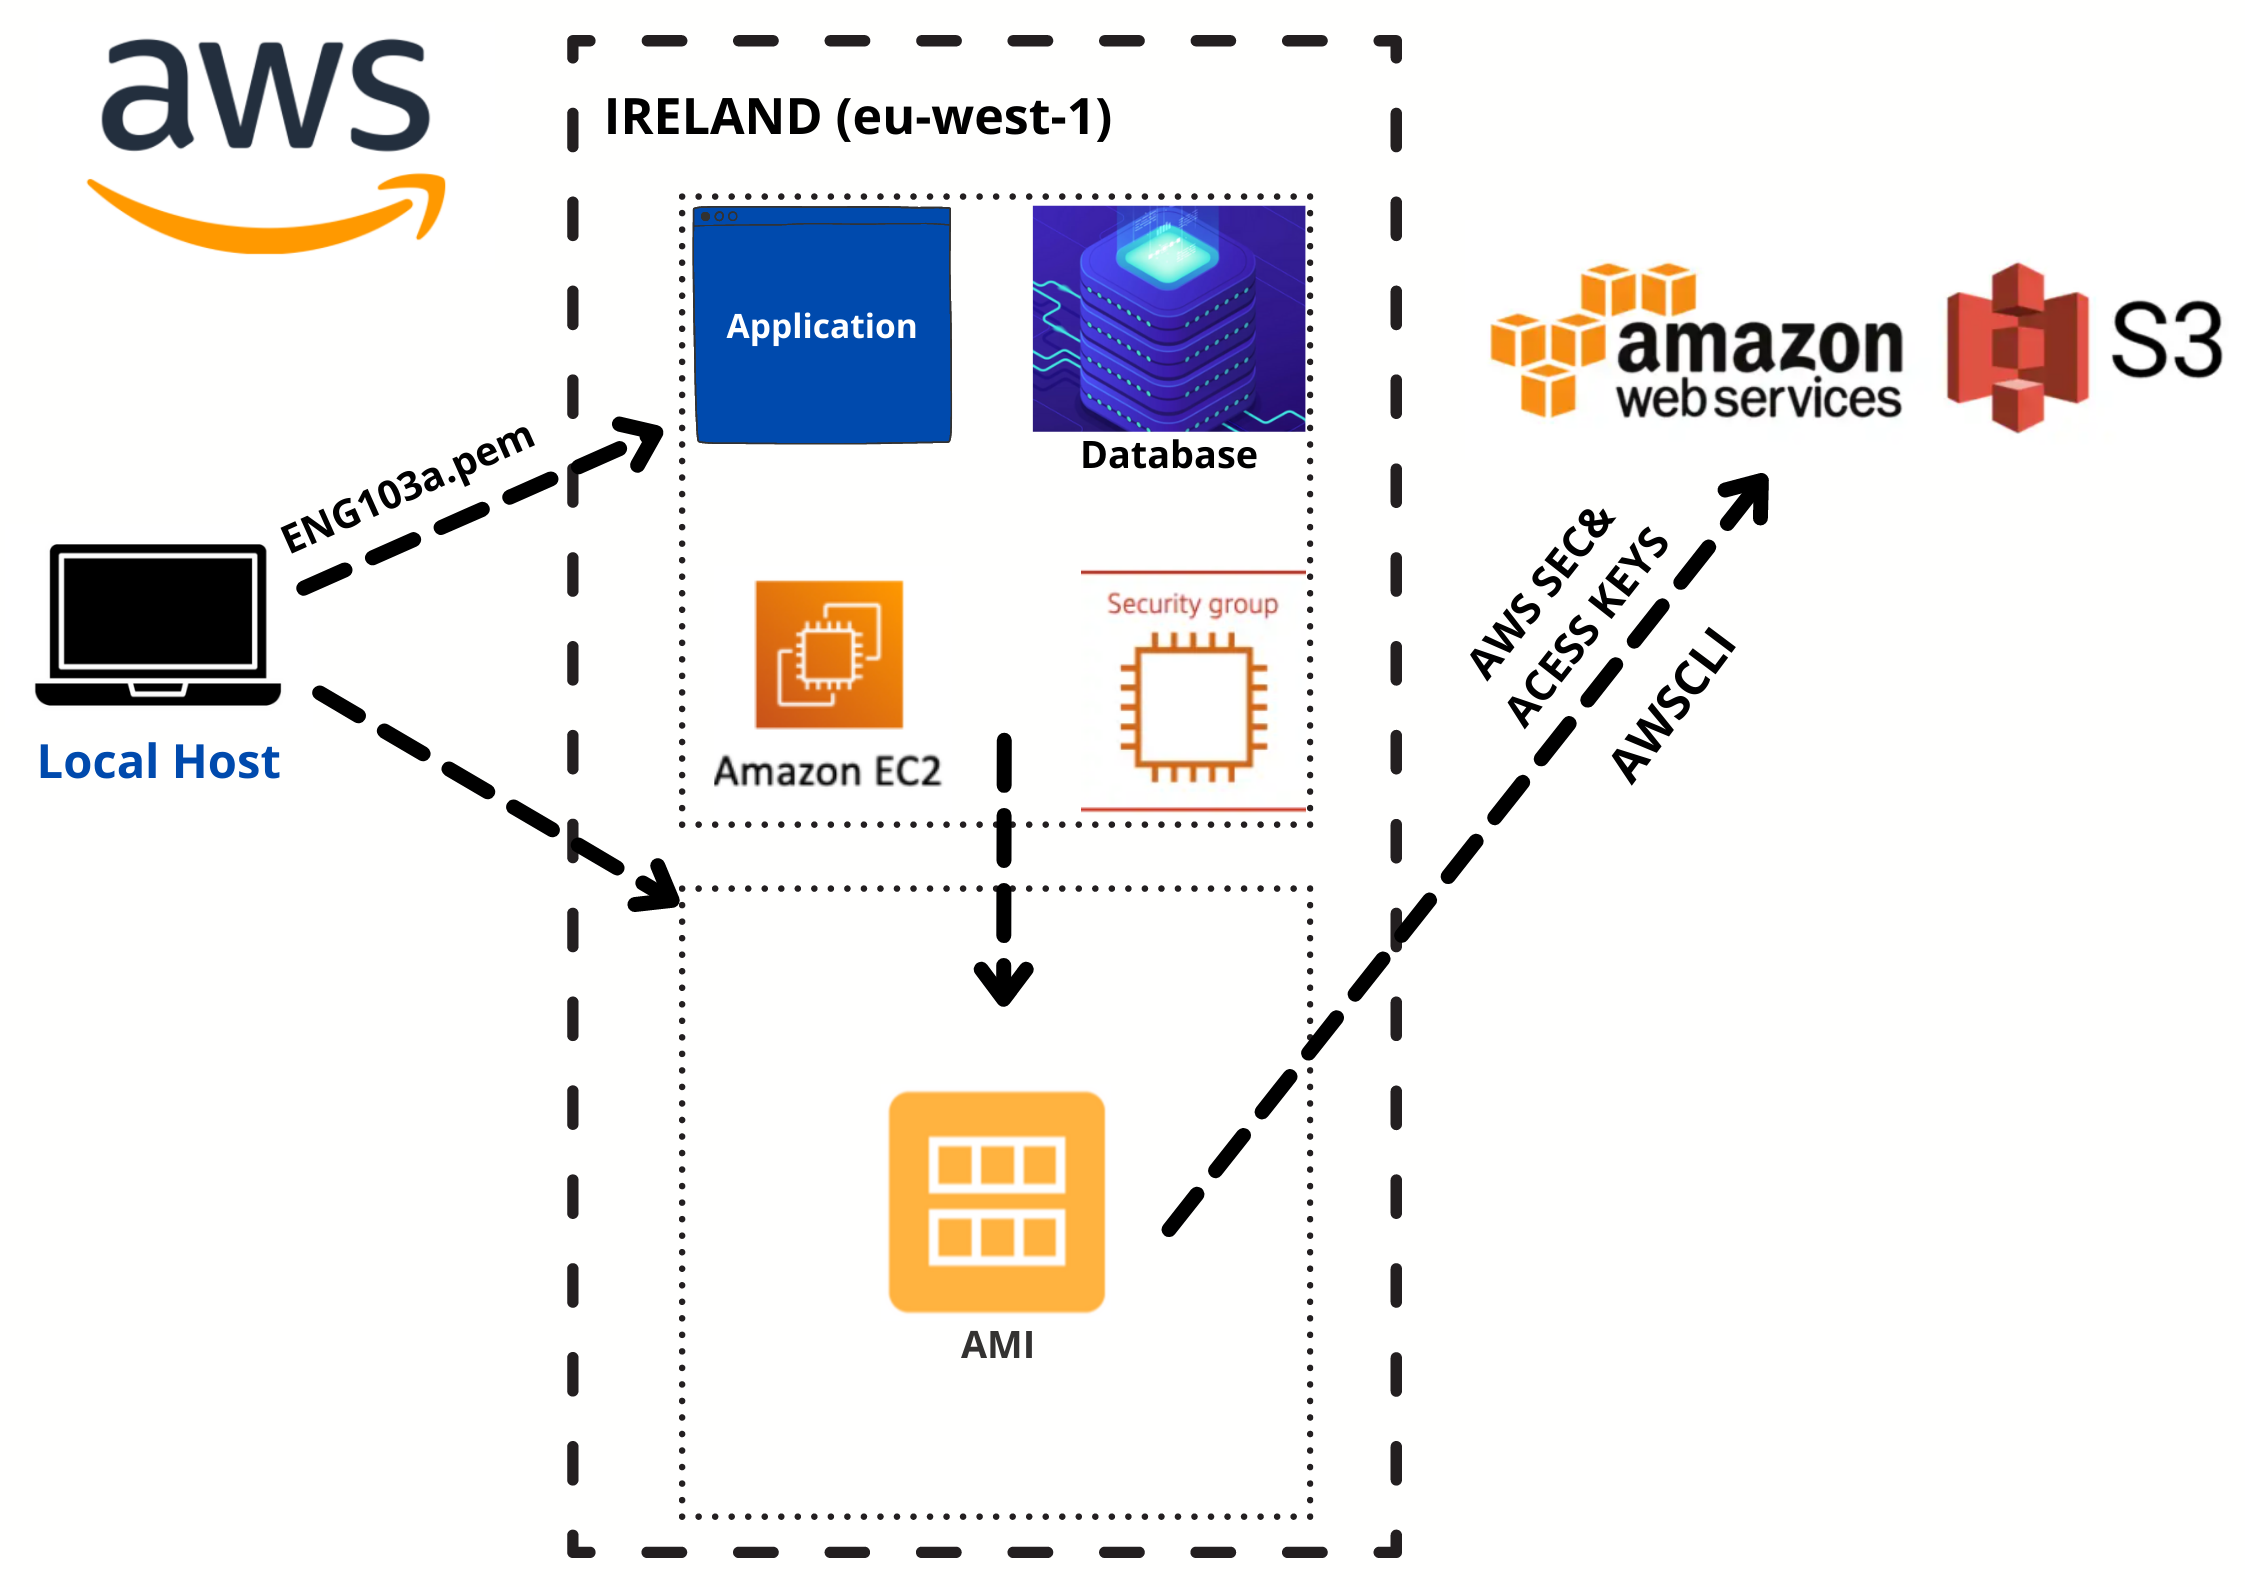 aws
IRELAND (eu-west-1)
Application
Database
amazon
web services
S3
ENG103a.pem
Local Host
Security group
Amazon EC2
AWS SEC&
ACESS KEYS
AWSCLI
AMI